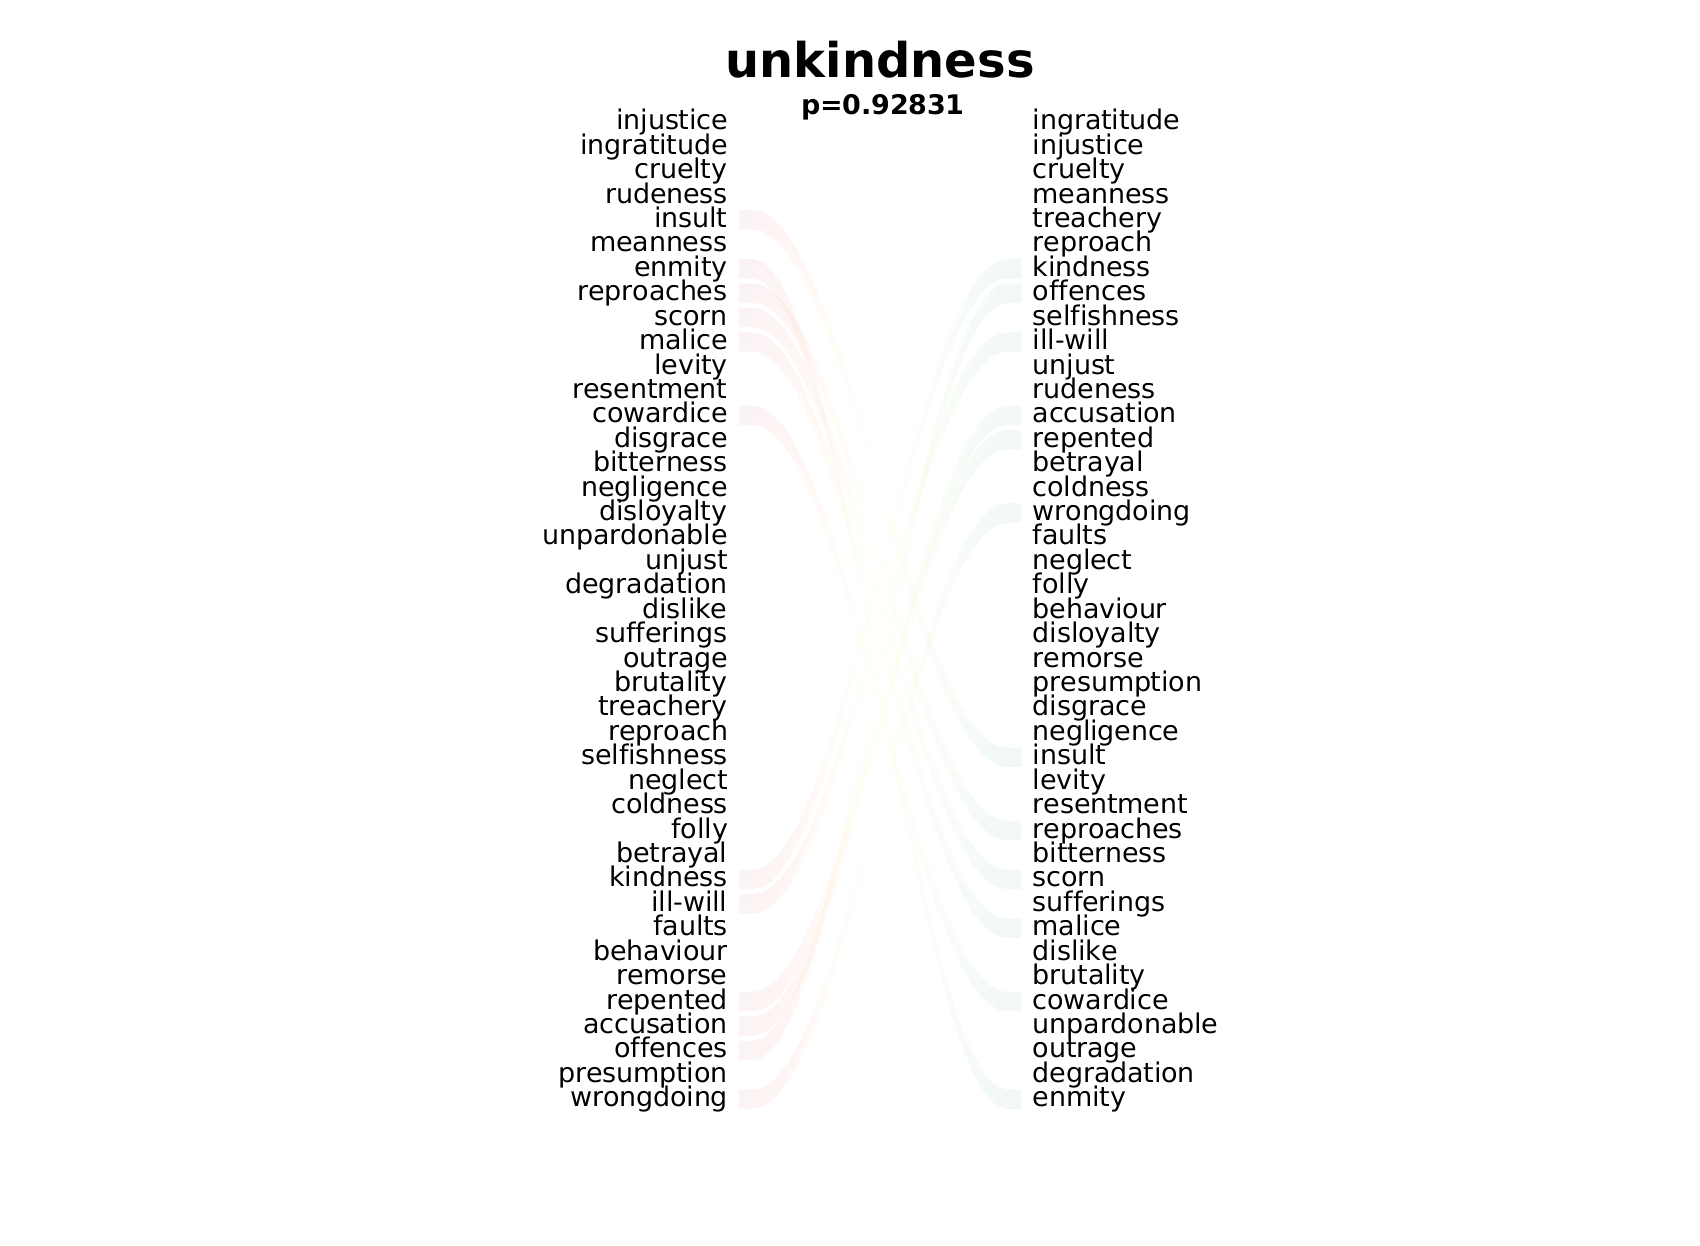 unkindness
p=0.92831
injustice
ingratitude
cruelty
rudeness
insult
meanness
enmity
reproaches
scorn
malice
levity
resentment
cowardice
disgrace
bitterness
negligence
disloyalty
unpardonable
unjust
degradation
dislike
sufferings
outrage
brutality
treachery
reproach
selfishness
neglect
coldness
folly
betrayal
kindness
ill-will
faults
behaviour
remorse
repented
accusation
offences
presumption
wrongdoing
ingratitude
injustice
cruelty
meanness
treachery
reproach
kindness
offences
selfishness
ill-will
unjust
rudeness
accusation
repented
betrayal
coldness
wrongdoing
faults
neglect
folly
behaviour
disloyalty
remorse
presumption
disgrace
negligence
insult
levity
resentment
reproaches
bitterness
scorn
sufferings
malice
dislike
brutality
cowardice
unpardonable
outrage
degradation
enmity